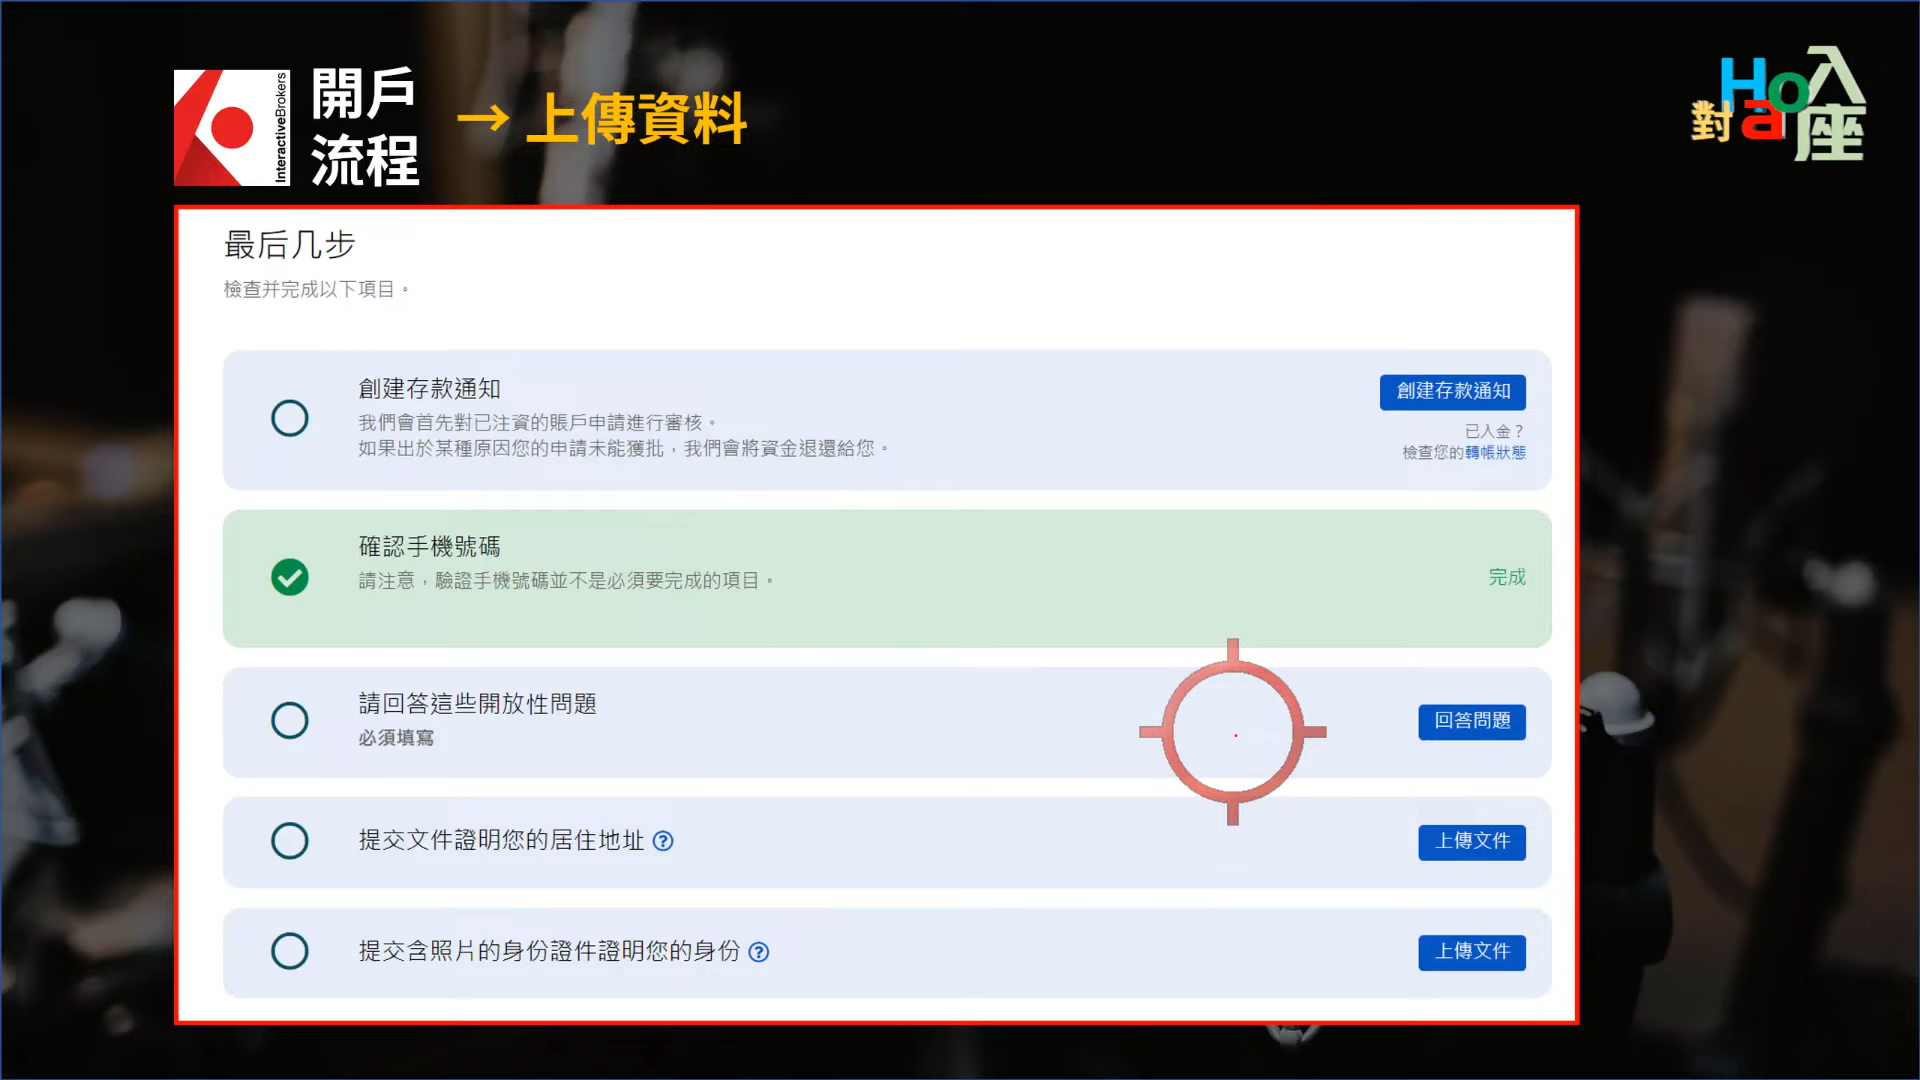 InteractiveBrokers
開戶
流程
→ 上傳資料
對 Hao 入座
最后几步
檢查并完成以下項目。
創建存款通知
我們會首先對已注資的賬戶申請進行審核。
如果出於某種原因您的申請未能獲批，我們會將資金退還給您。
創建存款通知
已入金？
檢查您的轉帳狀態
確認手機號碼
請注意，驗證手機號碼並不是必須要完成的項目。
完成
請回答這些開放性問題
必須填寫
回答問題
提交文件證明您的居住地址 ?
上傳文件
提交含照片的身份證件證明您的身份 ?
上傳文件